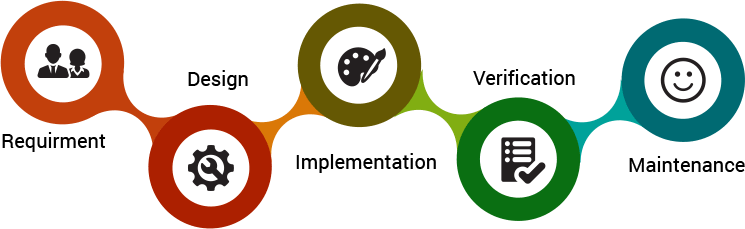 Requirment
Design
Implementation
Verification
Maintenance